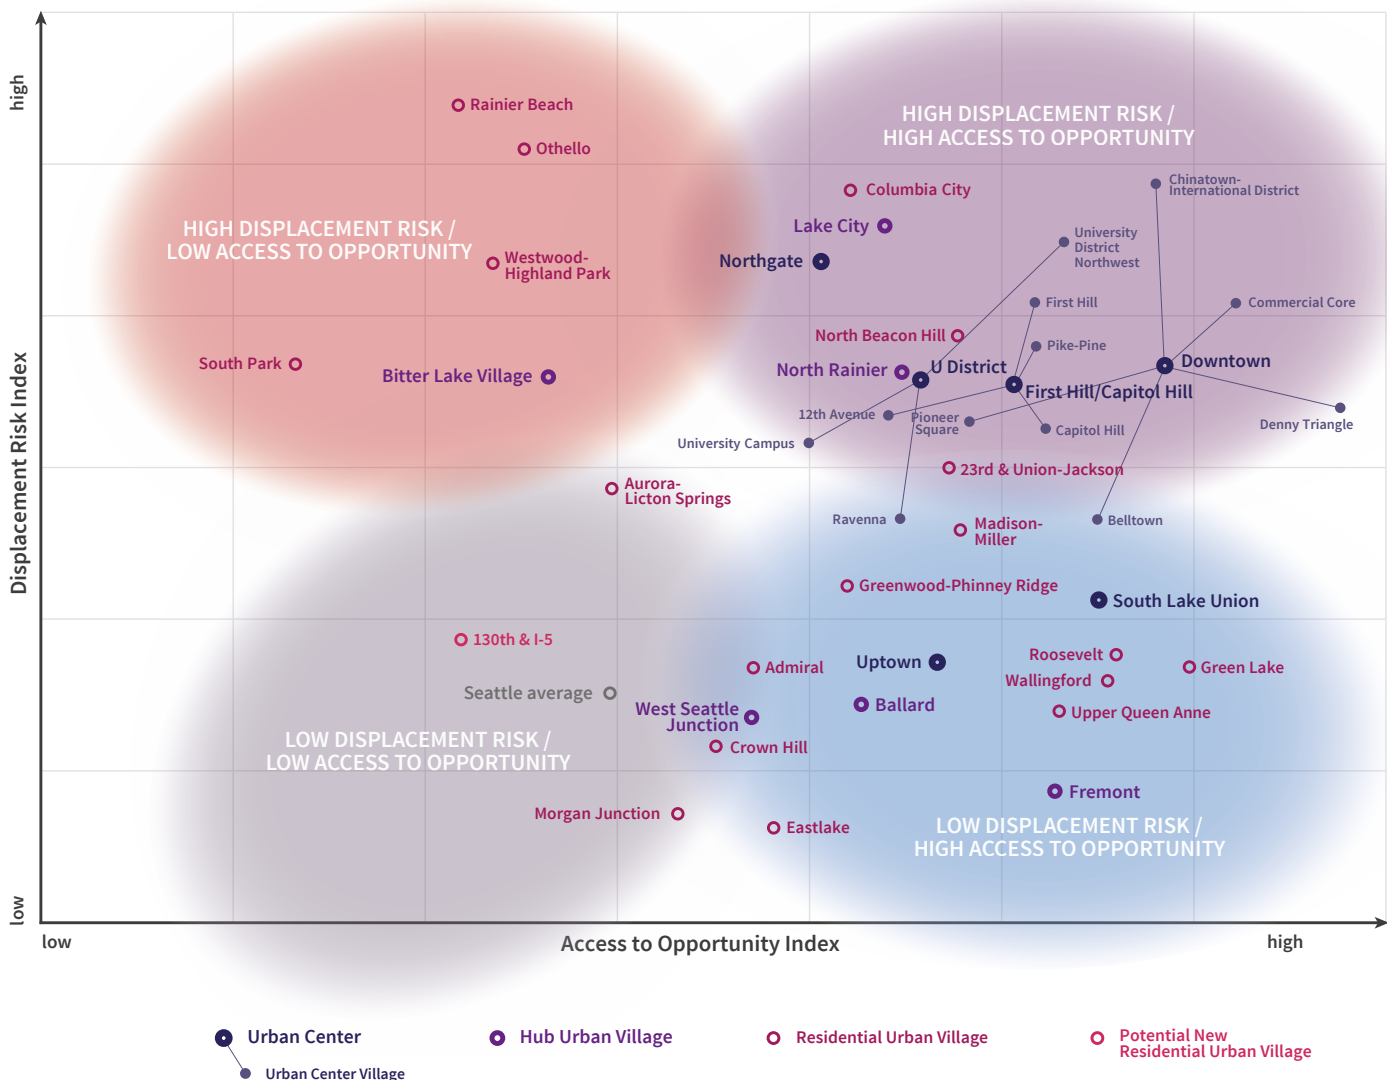 high
Rainier Beach
HIGH DISPLACEMENT RISK /
HIGH ACCESS TO OPPORTUNITY
Othello
Chinatown-
International District
Columbia City
Lake City
HIGH DISPLACEMENT RISK /
LOW ACCESS TO OPPORTUNITY
University
District
Northwest
Westwood-
Highland Park
Northgate
First Hill
Commercial Core
North Beacon Hill
Pike-Pine
South Park
Bitter Lake Village
North Rainier
U District
Downtown
First Hill/Capitol Hill
12th Avenue
Pioneer
Square
Capitol Hill
Denny Triangle
University Campus
23rd & Union-Jackson
Aurora-
Licton Springs
Ravenna
Belltown
Madison-
Miller
Displacement Risk Index
Greenwood-Phinney Ridge
South Lake Union
130th & I-5
Roosevelt
Uptown
Admiral
Green Lake
Wallingford
Seattle average
West Seattle
Junction
Ballard
Upper Queen Anne
LOW DISPLACEMENT RISK /
LOW ACCESS TO OPPORTUNITY
Crown Hill
Fremont
Morgan Junction
Eastlake
LOW DISPLACEMENT RISK /
HIGH ACCESS TO OPPORTUNITY
low
low
Access to Opportunity Index
high
Urban Center
Hub Urban Village
Residential Urban Village
Potential New
Residential Urban Village
Urban Center Village